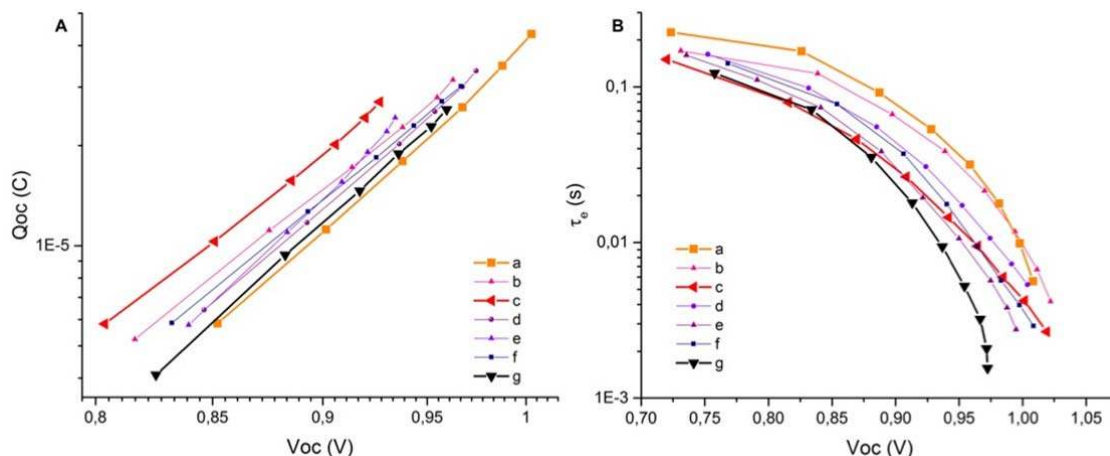 A
Qoc (C)
1E-5
a
b
c
d
e
f
g
0,8
0,85
0,9
0,95
1
Voc (V)
B
τe (s)
0,1
0,01
1E-3
a
b
c
d
e
f
g
0,70
0,75
0,80
0,85
0,90
0,95
1,00
1,05
Voc (V)